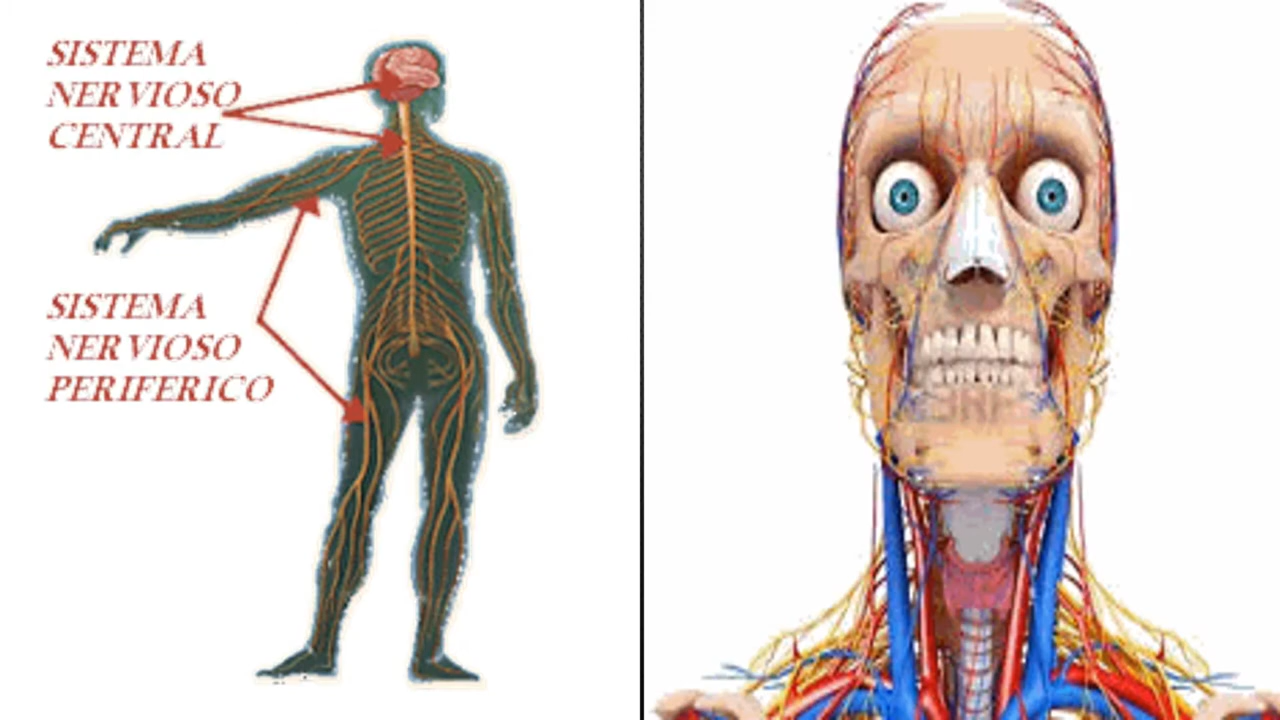 SISTEMA
NERVIOSO
CENTRAL
SISTEMA
NERVIOSO
PERIFERICO